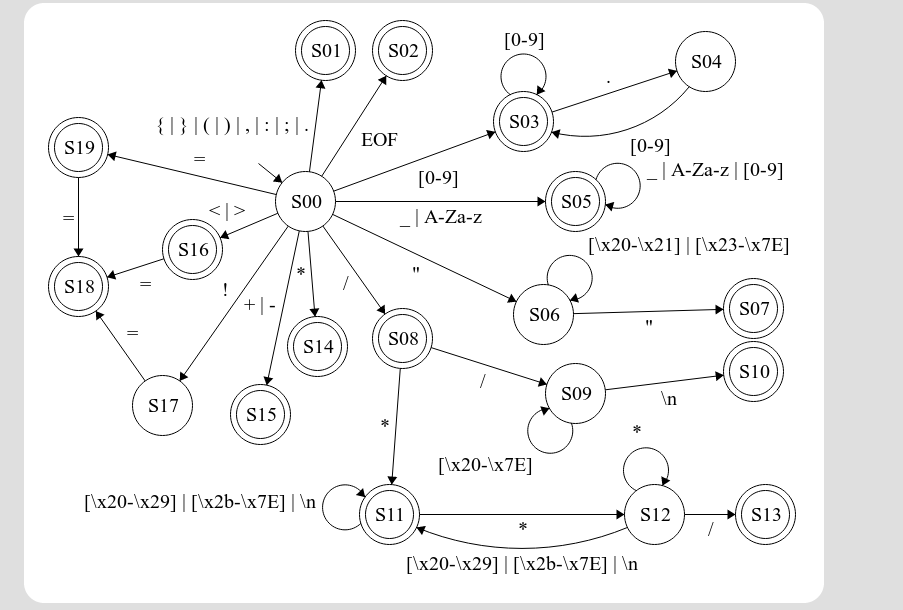 S01
S02
[0-9]
S04
.
S03
{ | } | ( | ) | , | : | ; | .
EOF
S19
=
[0-9]
_ | A-Za-z | [0-9]
[0-9]
S00
S05
< | >
_ | A-Za-z
=
S16
[\x20-\x21] | [\x23-\x7E]
*
"
S18
=
!
/
+ | -
S06
S07
"
=
S14
S08
S10
/
S09
\n
S17
S15
*
*
[\x20-\x7E]
[\x20-\x29] | [\x2b-\x7E] | \n
S11
*
S12
/
S13
[\x20-\x29] | [\x2b-\x7E] | \n